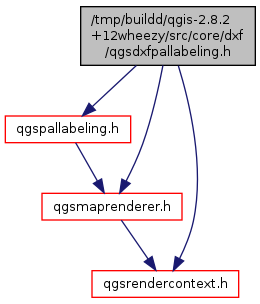 /tmp/buildd/qgis-2.8.2
+12wheezy/src/core/dxf
/qgsdxfpallabeling.h
qgspallabeling.h
qgsmaprenderer.h
qgsrendercontext.h